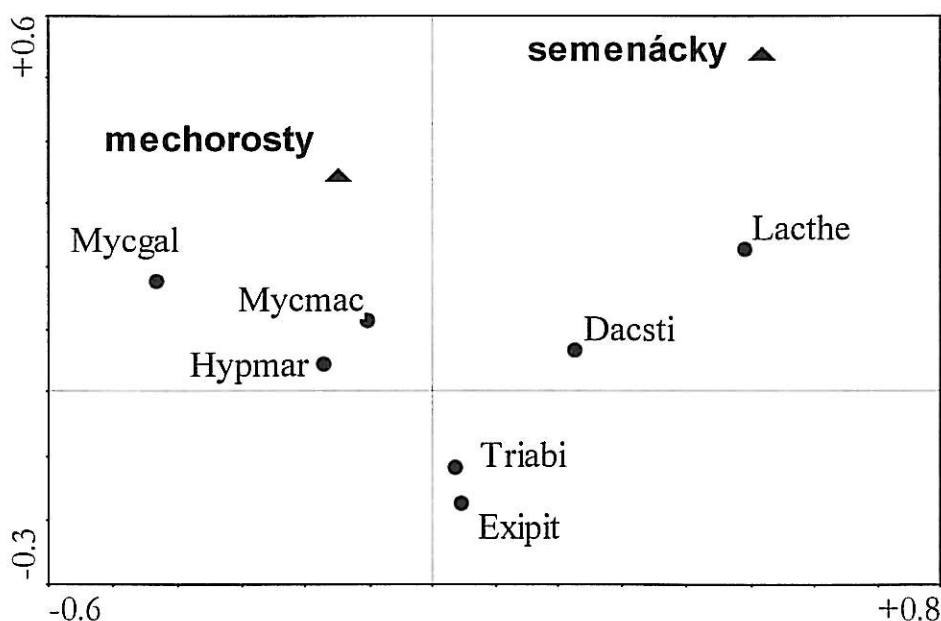 +0.6
semenácky
mechorosty
Mycgal
Lacthe
Mycmac
Dacsti
Hypmar
Triabi
Exipit
-0.3
-0.6
+0.8